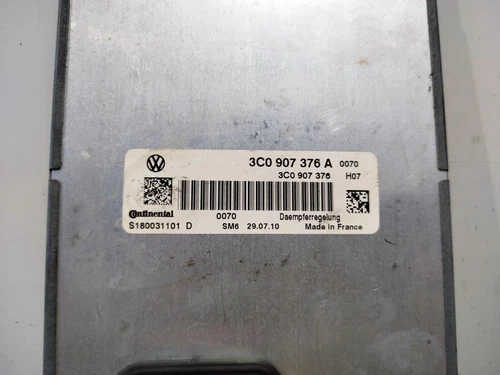 3C0 907 376 A 0070
3C0 907 376 H07
Continental 0070 Daempferregelung
S180031101 D SM6 29.07.10 Made in France